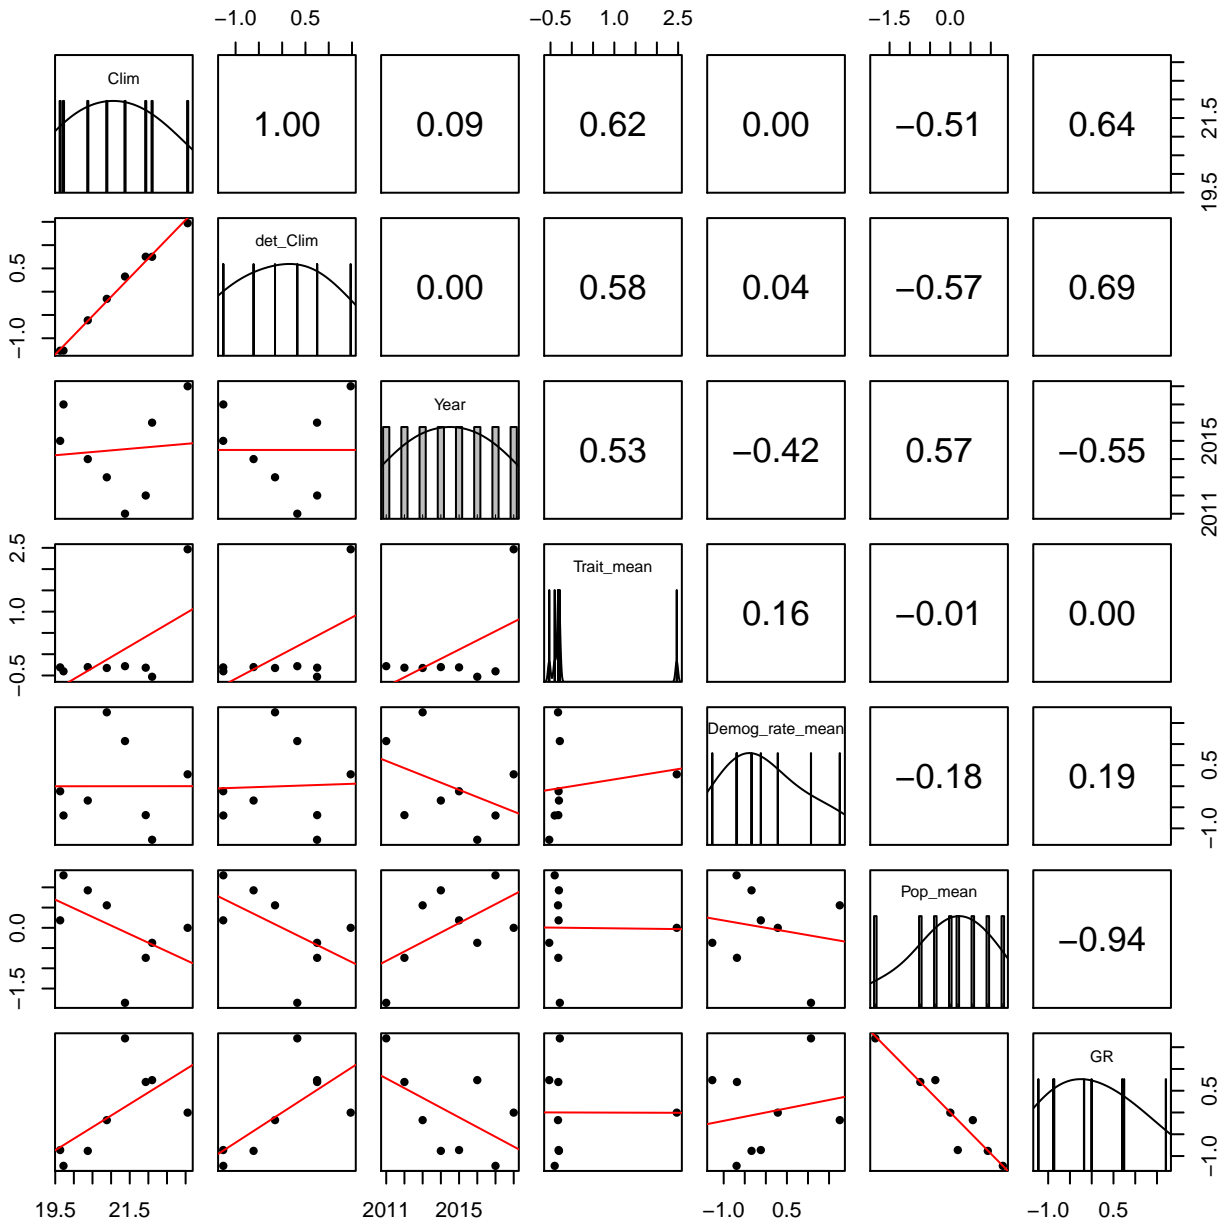 −1.0 0.5 −0.5 1.0 2.5 −1.5 0.0
Clim 1.00 0.09 0.62 0.00 −0.51 0.64 19.5 21.5
−1.0 0.5 det_Clim 0.00 0.58 0.04 −0.57 0.69
Year 0.53 −0.42 0.57 −0.55 2011 2015
−0.5 1.0 2.5 Trait_mean 0.16 −0.01 0.00
Demog_rate_mean −0.18 0.19 −1.0 0.5
−1.5 0.0 Pop_mean −0.94
GR −1.0 0.5
19.5 21.5 2011 2015 −1.0 0.5 −1.0 0.5